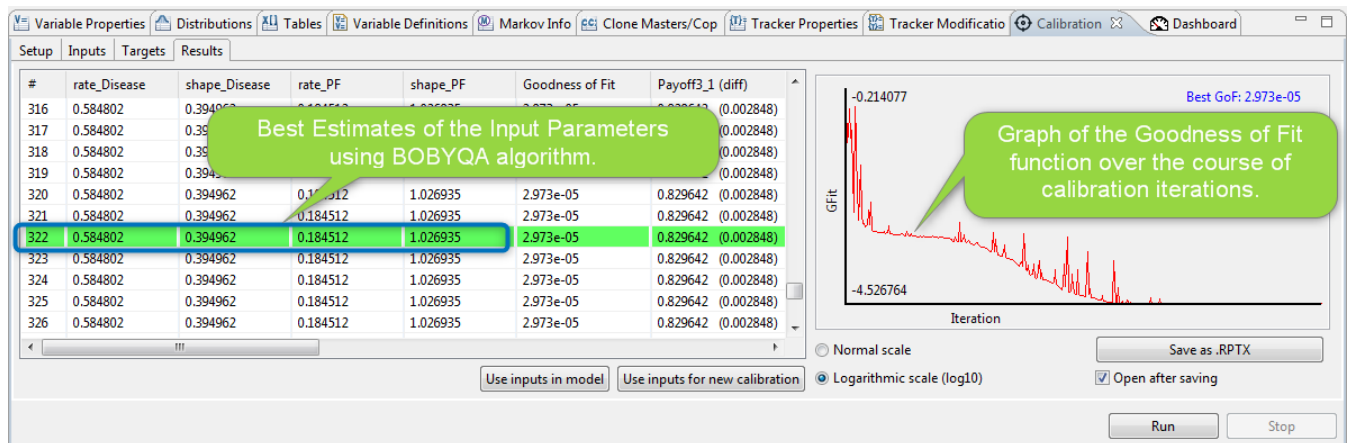 Variable Properties Distributions Tables Variable Definitions Markov Info Clone Masters/Cop Tracker Properties Tracker Modificatio Calibration Dashboard
Setup Inputs Targets Results
# rate_Disease shape_Disease rate_PF shape_PF Goodness of Fit Payoff3_1 (diff)
316 0.584802
317 0.584802 (0.002848)
318 0.584802 (0.002848)
319 0.584802 (0.002848)
320 0.584802 0.394962 1.026935 2.973e-05 0.829642 (0.002848)
321 0.584802 0.394962 0.184512 1.026935 2.973e-05 0.829642 (0.002848)
322 0.584802 0.394962 0.184512 1.026935 2.973e-05 0.829642 (0.002848)
323 0.584802 0.394962 0.184512 1.026935 2.973e-05 0.829642 (0.002848)
324 0.584802 0.394962 0.184512 1.026935 2.973e-05 0.829642 (0.002848)
325 0.584802 0.394962 0.184512 1.026935 2.973e-05 0.829642 (0.002848)
326 0.584802 0.394962 0.184512 1.026935 2.973e-05 0.829642 (0.002848)
Best Estimates of the Input Parameters
using BOBYQA algorithm.
Use inputs in model Use inputs for new calibration
-0.214077
Best GoF: 2.973e-05
Graph of the Goodness of Fit
function over the course of
calibration iterations.
GFit
-4.526764
Iteration
Normal scale
Save as .RPTX
Logarithmic scale (log10)
Open after saving
Run Stop